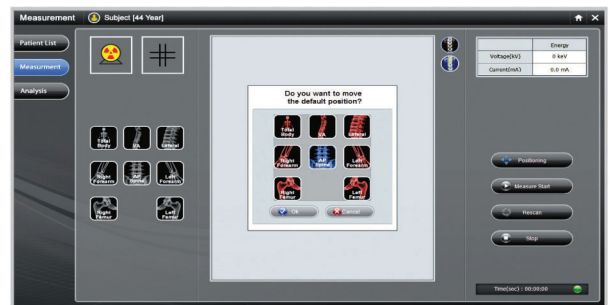 Measurement
Subject [44 Year]
X
Patient List
Measurment
Analysis
Energy
Voltage(kV) 0 keV
Current(mA) 0.0 mA
Do you want to move
the default position?
Total Body
VA
Lateral
Right Forearm
AP Spine
Left Forearm
Right Femur
Left Femur
Ok
Cancel
Total Body
VA
Lateral
Right Forearm
AP Spine
Left Forearm
Right Femur
Left Femur
Positioning
Measure Start
Rescan
Stop
Time(sec) : 00:00:00